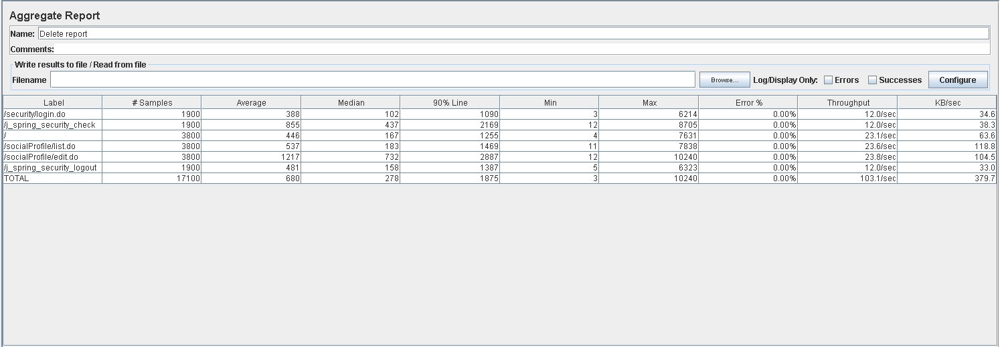 Aggregate Report
Name: Delete report
Comments:
Write results to file / Read from file
Filename Browse... Log/Display Only: Errors Successes Configure
Label # Samples Average Median 90% Line Min Max Error % Throughput KB/sec
/security/login.do 1900 388 102 1090 3 6214 0.00% 12.0/sec 34.6
/j_spring_security_check 1900 855 437 2169 12 8705 0.00% 12.0/sec 38.3
/ 3800 446 167 1255 4 7631 0.00% 23.1/sec 63.6
/socialProfile/list.do 3800 537 183 1469 11 7838 0.00% 23.6/sec 118.8
/socialProfile/edit.do 3800 1217 732 2887 12 10240 0.00% 23.8/sec 104.5
/j_spring_security_logout 1900 481 158 1387 5 6323 0.00% 12.0/sec 33.0
TOTAL 17100 680 278 1875 3 10240 0.00% 103.1/sec 379.7